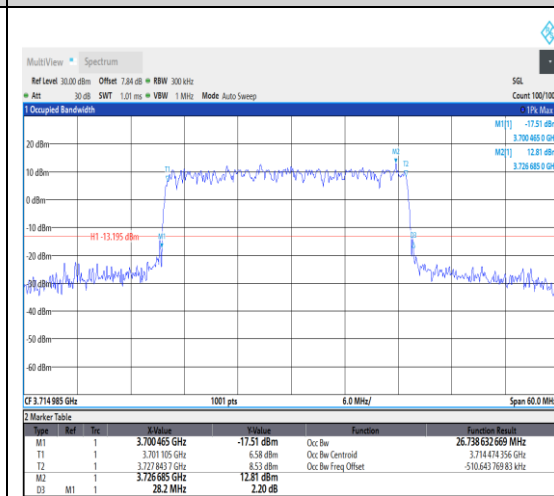 MultiView Spectrum
Ref Level 30.00 dBm Offset 7.84 dB RBW 300 kHz SGL
Att 30 dB SWT 1.01 ms VBW 1 MHz Mode Auto Sweep Count 100/100
1 Occupied Bandwidth 1Pk Max
M1[1] -17.51 dBm
3.700 465 0 GH
M2[1] 12.81 dBm
3.726 685 0 GH
20 dBm
M2
T1 T2
10 dBm
0 dBm
-10 dBm
H1 -13.195 dBm
M1 D3
-20 dBm
-30 dBm
-40 dBm
-50 dBm
-60 dBm
CF 3.714 985 GHz 1001 pts 6.0 MHz/ Span 60.0 MH
2 Marker Table
Type Ref Trc X-Value Y-Value Function Function Result
M1 1 3.700 465 GHz -17.51 dBm Occ Bw 26.738 632 669 MHz
T1 1 3.701 105 GHz 6.58 dBm Occ Bw Centroid 3.714 474 356 GHz
T2 1 3.727 843 7 GHz 8.53 dBm Occ Bw Freq Offset -510.643 769 83 kHz
M2 1 3.726 685 GHz 12.81 dBm
D3 M1 1 28.2 MHz 2.20 dB